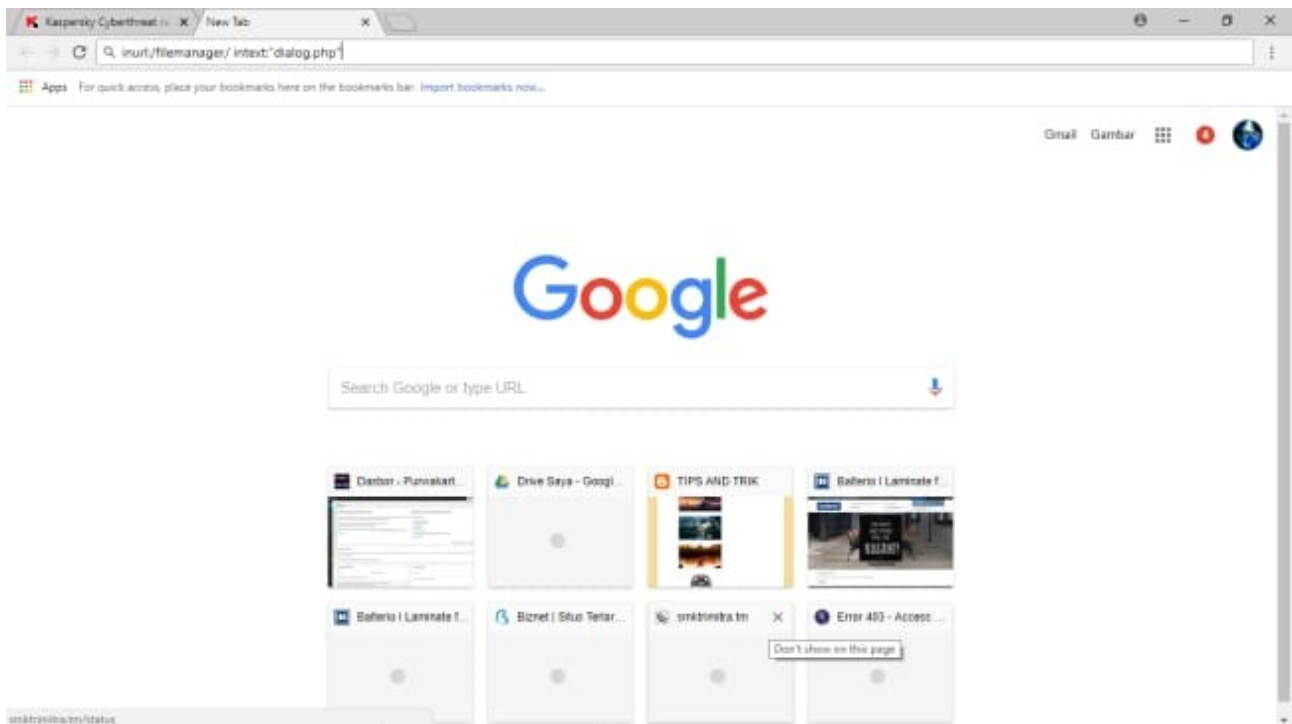 Kaspersky Cyberthreat
New Tab
inurl:/filemanager/ intext:"dialog.php"
Apps For quick access, place your bookmarks here on the bookmarks bar. Import bookmarks now...
Gmail Gambar
Google
Search Google or type URL
Drive Saya - Googl...
TIPS AND TRIK
Balterio | Laminate f...
Balterio | Laminate f...
Biznet | Situs Terlar...
smktrimitra.tm
Error 403 - Access ...
Don't show on this page
smktrimitra.tm/status